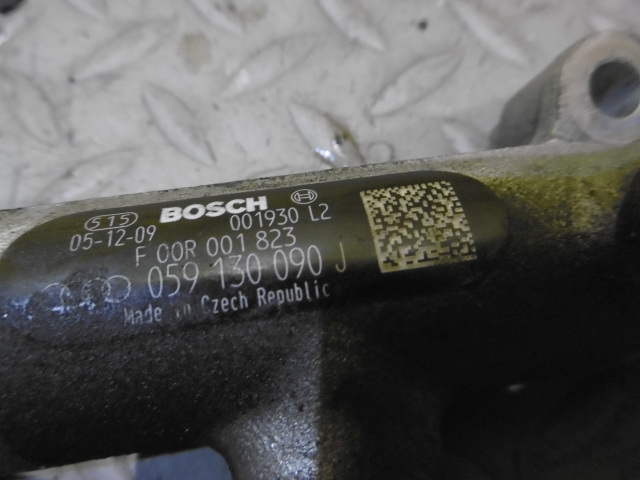 515 BOSCH
05-12-09 001930 L2
F 00R 001 823
059 130 090 J
Made in Czech Republic